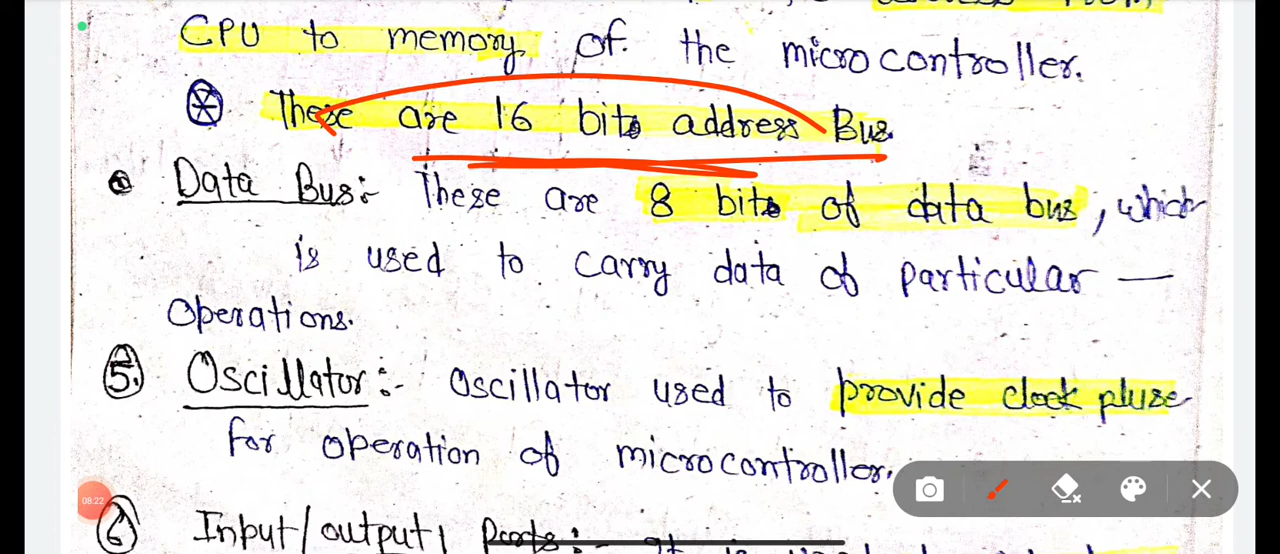 CPU to memory of the microcontroller.
These are 16 bits address Bus
Data Bus:- These are 8 bits of data bus, which
is used to carry data of particular —
Operations.
5. Oscillator:- Oscillator used to provide clock pluse
for operation of microcontroller.
08:22
6 Input/output, Ports:-